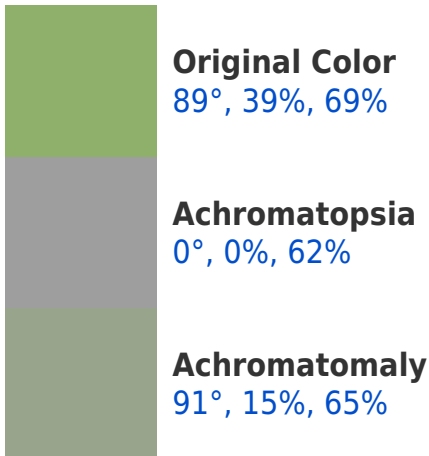 Original Color
89°, 39%, 69%
Achromatopsia
0°, 0%, 62%
Achromatomaly
91°, 15%, 65%